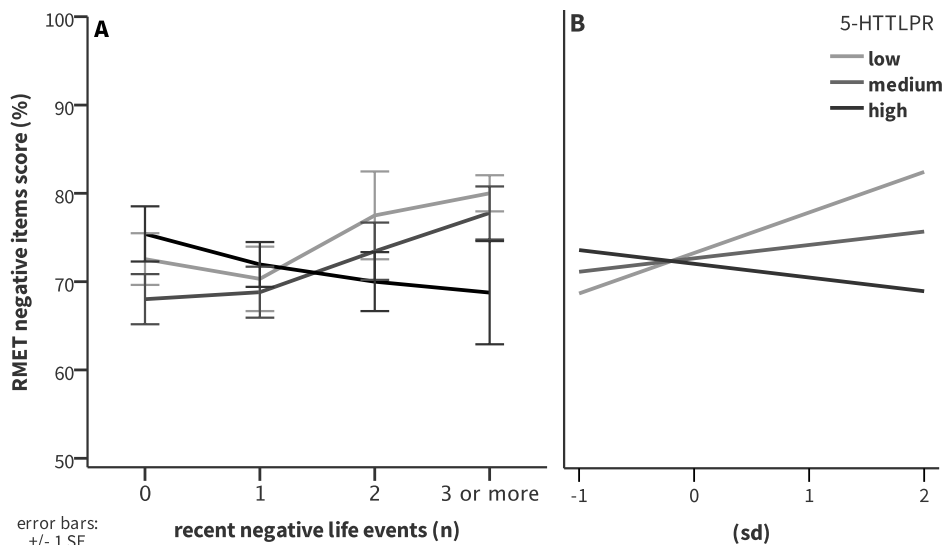 A
B
5-HTTLPR
low
medium
high
RMET negative items score (%)
100
90
80
70
60
50
0 1 2 3 or more
-1 0 1 2
recent negative life events (n)
(sd)
error bars:
+/- 1 SE